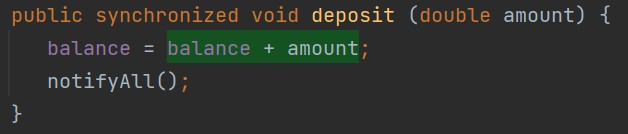 public synchronized void deposit (double amount) {
balance = balance + amount;
notifyAll();
}